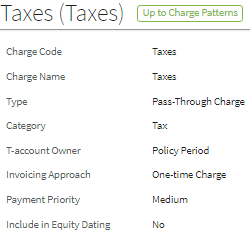 Taxes (Taxes) Up to Charge Patterns
Charge Code Taxes
Charge Name Taxes
Type Pass-Through Charge
Category Tax
T-account Owner Policy Period
Invoicing Approach One-time Charge
Payment Priority Medium
Include in Equity Dating No